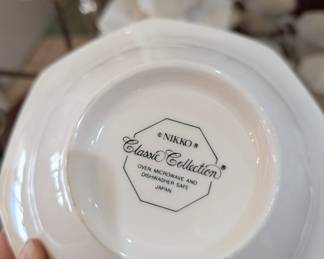 ©NIKKO®
Classic Collection®
OVEN, MICROWAVE AND
DISHWASHER SAFE
JAPAN